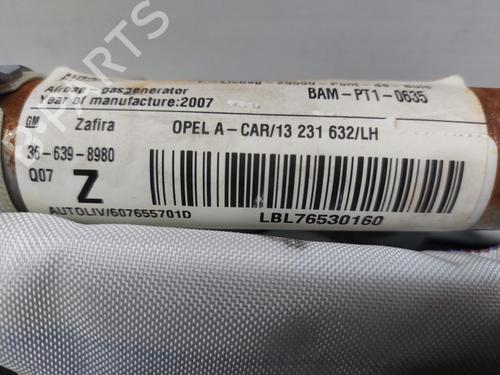 Airbag - gasgenerator
BAM-PT1-0635
Year of manufacture:2007
GM Zafira OPEL A-CAR/13 231 632/LH
36-639-8980
Q07 Z
AUTOLIV/607655701D LBL76530160